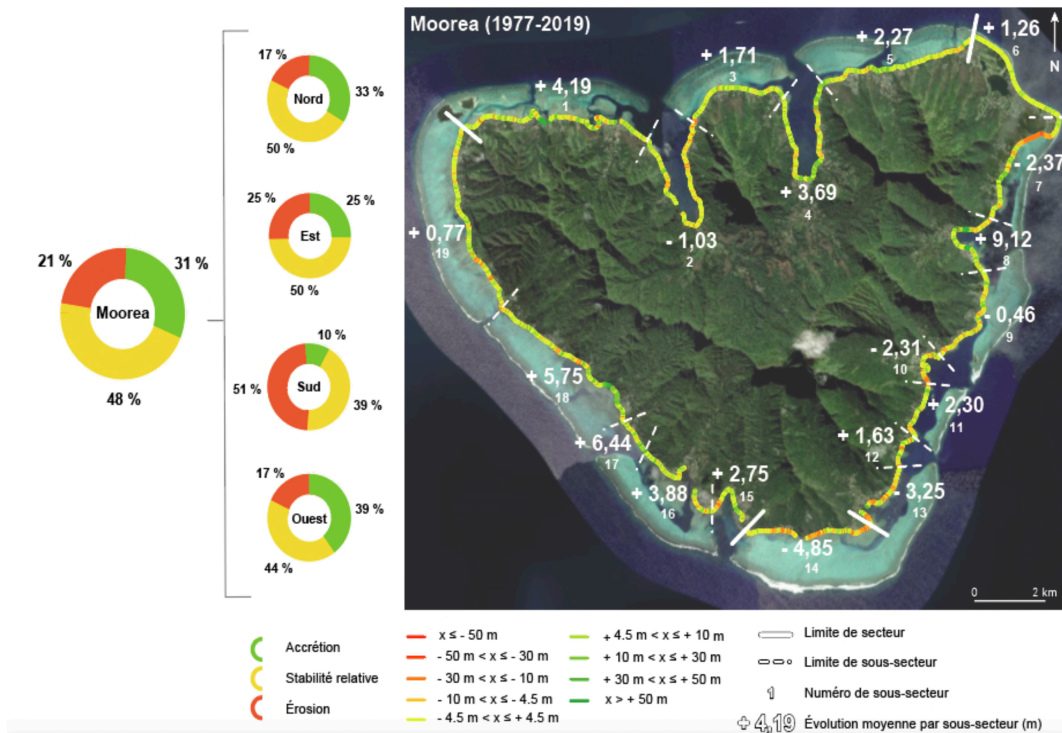 Moorea (1977-2019)
N
17 %
Nord
33 %
50 %
25 %
25 %
Est
50 %
10 %
Sud
51 %
39 %
17 %
Ouest
39 %
44 %
21 %
31 %
Moorea
48 %
+ 4,19
1
- 1,03
2
+ 1,71
3
+ 3,69
4
+ 2,27
5
+ 1,26
6
- 2,37
7
+ 9,12
8
- 0,46
9
- 2,31
10
+ 2,30
11
+ 1,63
12
- 3,25
13
- 4,85
14
+ 2,75
15
+ 3,88
16
+ 6,44
17
+ 5,75
18
+ 0,77
19
0 2 km
Accrétion
Stabilité relative
Érosion
x ≤ - 50 m
- 50 m < x ≤ - 30 m
- 30 m < x ≤ - 10 m
- 10 m < x ≤ - 4.5 m
- 4.5 m < x ≤ + 4.5 m
+ 4.5 m < x ≤ + 10 m
+ 10 m < x ≤ + 30 m
+ 30 m < x ≤ + 50 m
x > + 50 m
Limite de secteur
Limite de sous-secteur
1 Numéro de sous-secteur
+ 4,19 Évolution moyenne par sous-secteur (m)